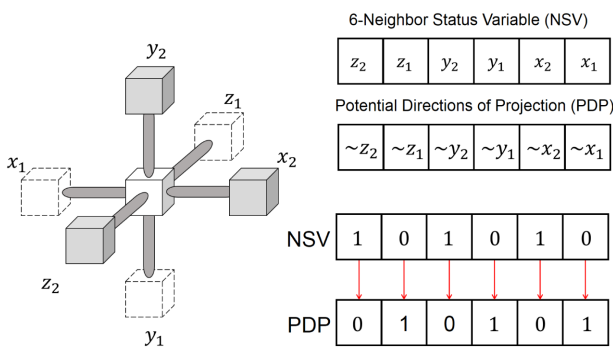 y₂
z₁
x₁
x₂
z₂
y₁
6-Neighbor Status Variable (NSV)
z₂ z₁ y₂ y₁ x₂ x₁
Potential Directions of Projection (PDP)
~z₂ ~z₁ ~y₂ ~y₁ ~x₂ ~x₁
NSV 1 0 1 0 1 0
PDP 0 1 0 1 0 1